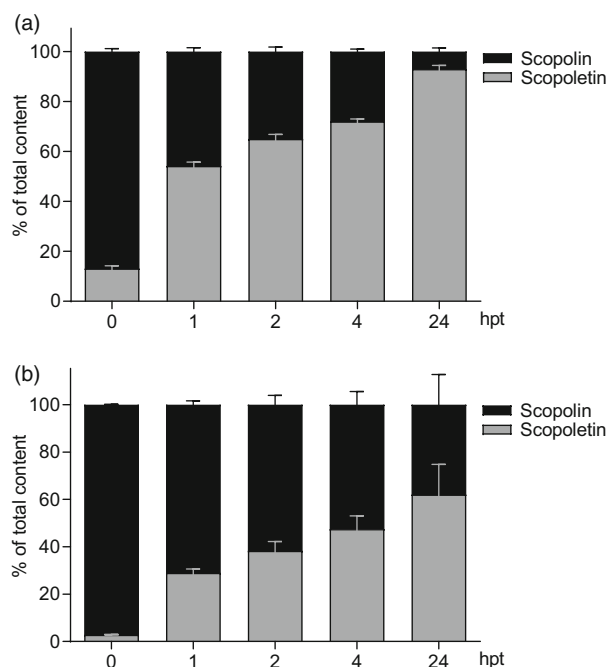 (a)
100
80
60
40
20
0
% of total content
Scopolin
Scopoletin
0 1 2 4 24 hpt
(b)
100
80
60
40
20
0
% of total content
Scopolin
Scopoletin
0 1 2 4 24 hpt